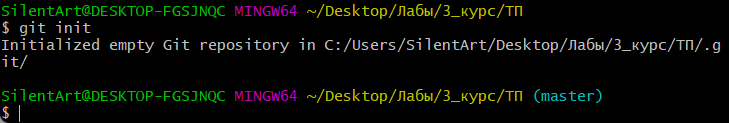 SilentArt@DESKTOP-FGSJNQC MINGW64 ~/Desktop/Лабы/3_курс/ТП
$ git init
Initialized empty Git repository in C:/Users/SilentArt/Desktop/Лабы/3_курс/ТП/.g
it/
SilentArt@DESKTOP-FGSJNQC MINGW64 ~/Desktop/Лабы/3_курс/ТП (master)
$